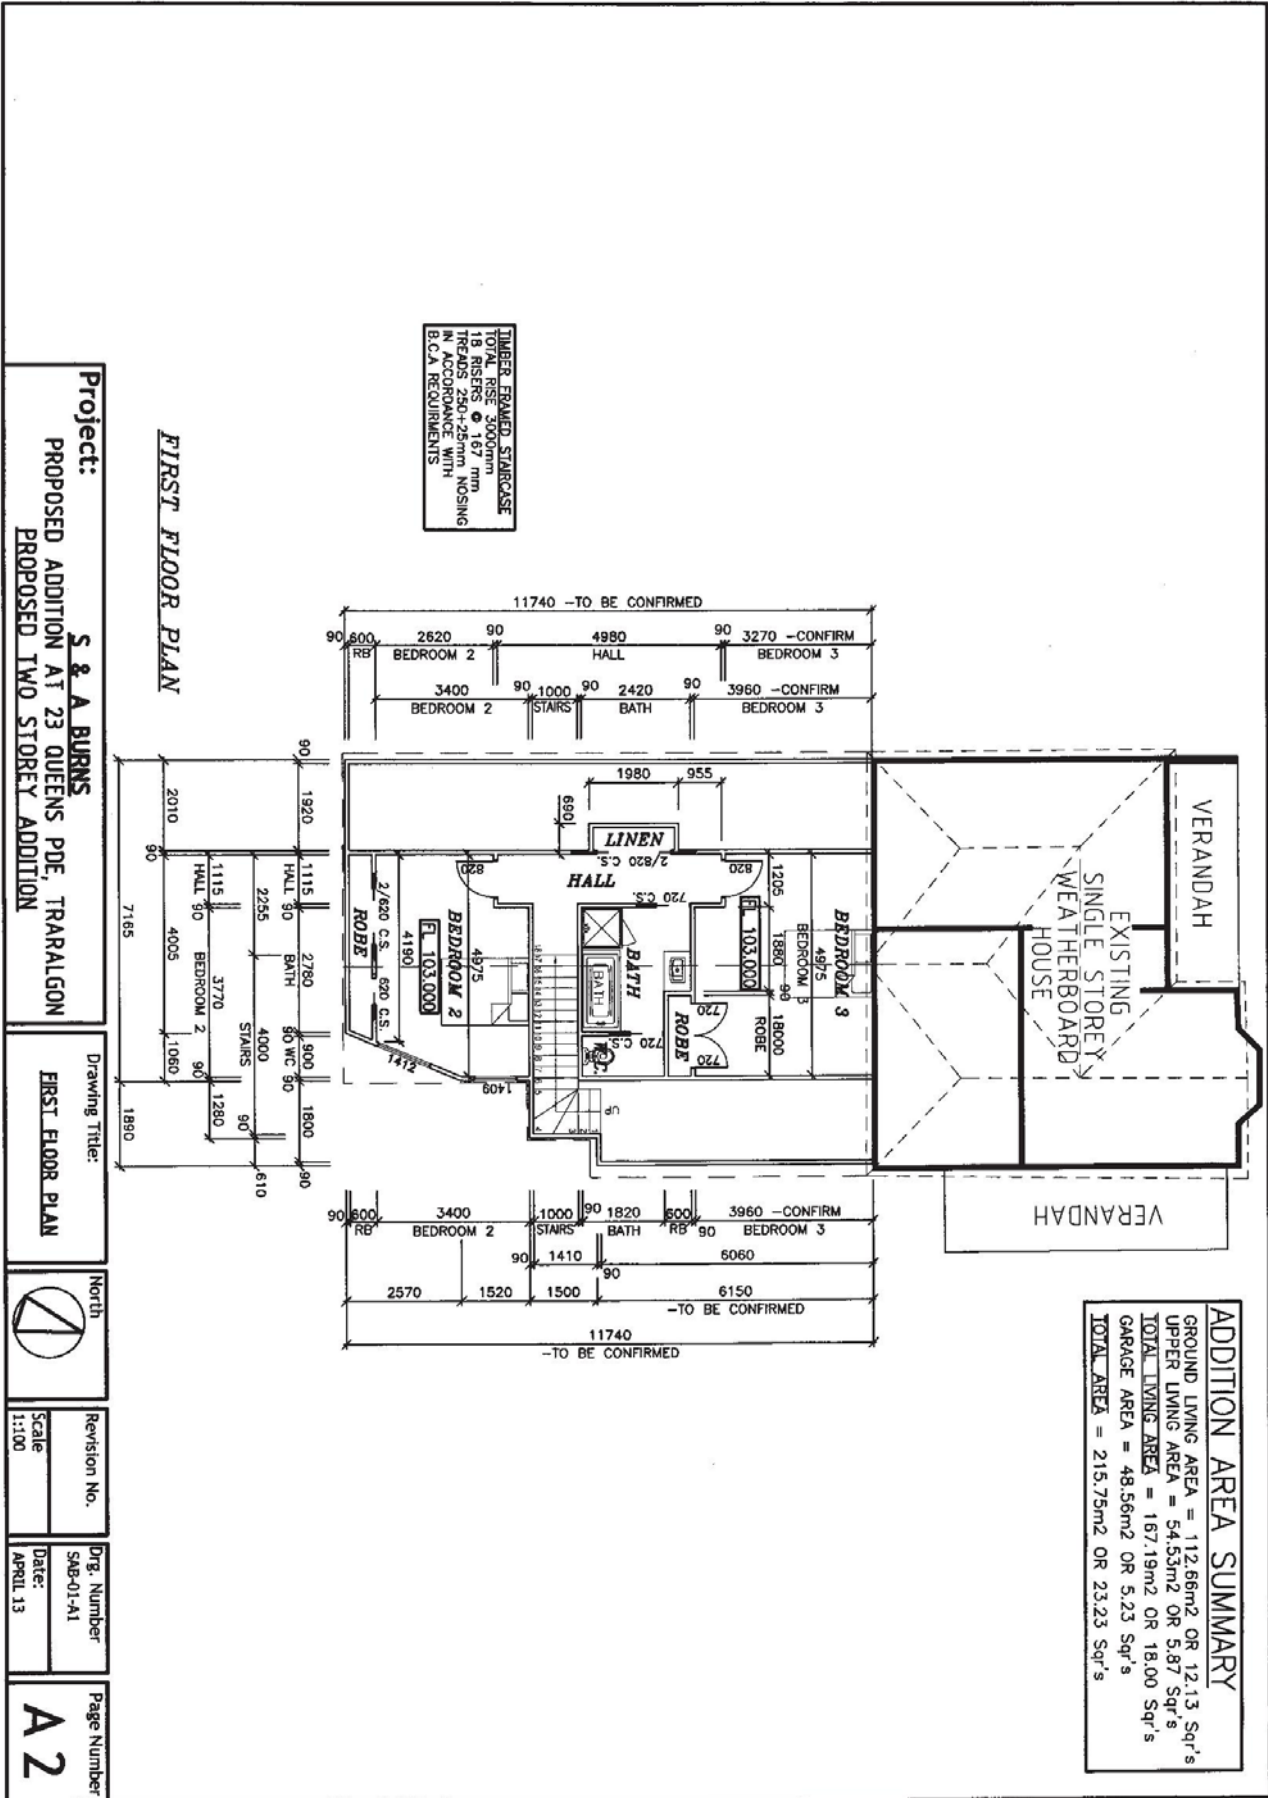 ADDITION AREA SUMMARY
GROUND LIVING AREA = 112.66m2 OR 12.13 Sqr's
UPPER LIVING AREA = 54.53m2 OR 5.87 Sqr's
TOTAL LIVING AREA = 167.19m2 OR 18.00 Sqr's
GARAGE AREA = 48.56m2 OR 5.23 Sqr's
TOTAL AREA = 215.75m2 OR 23.23 Sqr's
VERANDAH
EXISTING
SINGLE STOREY
WEATHERBOARD
HOUSE
VERANDAH
TIMBER FRAMED STAIRCASE
TOTAL RISE 3000mm
18 RISERS @ 167 mm
TREADS 250+25mm NOSING
IN ACCORDANCE WITH
B.C.A REQUIRMENTS
11740 -TO BE CONFIRMED
90 600 2620 90 4980 90 3270 -CONFIRM
RB BEDROOM 2 HALL BEDROOM 3
3400 90 1000 90 2420 90 3960 -CONFIRM
BEDROOM 2 STAIRS BATH BEDROOM 3
1980 955
690
LINEN
2/820 C.S.
HALL
820
820
720 C.S.
1205 1880 90 18000
BEDROOM 3 ROBE
4975
BEDROOM 3
FL 103.000
BATH
BATH
ROBE
720
720
720 C.S.
W.C.
ROBE
2/620 C.S. 620 C.S.
4190
FL 103.000
BEDROOM 2
4975
1412
1409
UP
90 1920 1115 90 2780 90 900 90 1800 90
HALL BATH WC
2255 4000 90 610
STAIRS
1115 90 3770 90 1280
HALL BEDROOM 2
2010 90 4005 1060
7165 1890
90 600 3400 1000 90 1820 600 90 3960 -CONFIRM
RB BEDROOM 2 STAIRS BATH RB BEDROOM 3
90 1410 90 6060
2570 1520 1500 6150
-TO BE CONFIRMED
11740
-TO BE CONFIRMED
FIRST FLOOR PLAN
Project:
S & A BURNS
PROPOSED ADDITION AT 23 QUEENS PDE, TRARALGON
PROPOSED TWO STOREY ADDITION
Drawing Title:
FIRST FLOOR PLAN
North
Revision No.
Scale
1:100
Drg. Number
SAB-01-A1
Date:
APRIL 13
Page Number
A 2